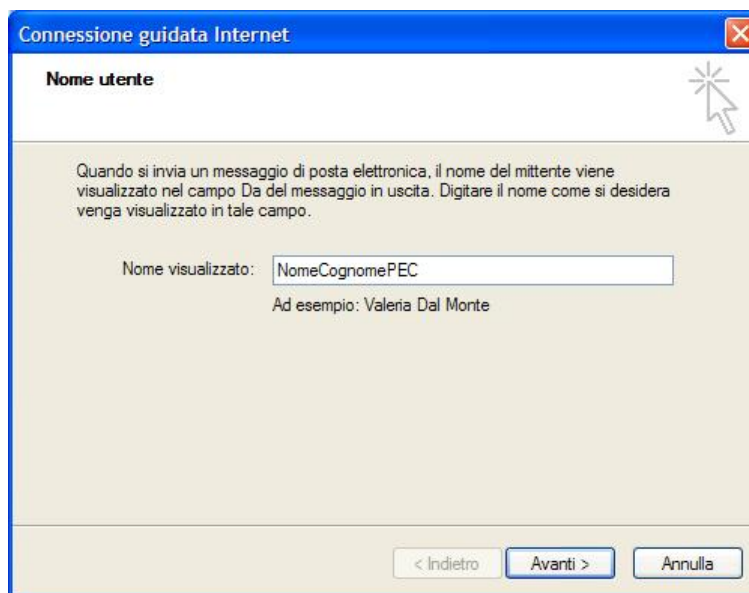 Connessione guidata Internet
Nome utente
Quando si invia un messaggio di posta elettronica, il nome del mittente viene
visualizzato nel campo Da del messaggio in uscita. Digitare il nome come si desidera
venga visualizzato in tale campo.
Nome visualizzato: NomeCognomePEC
Ad esempio: Valeria Dal Monte
< Indietro Avanti > Annulla